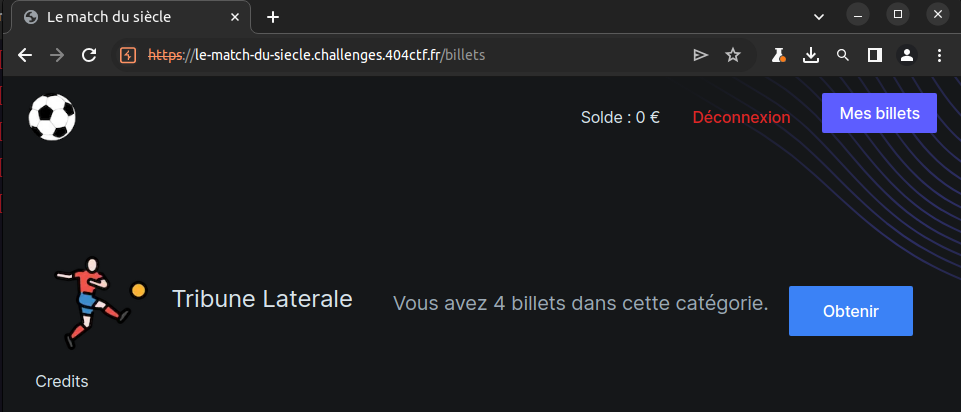 Le match du siècle
https://le-match-du-siecle.challenges.404ctf.fr/billets
Solde : 0 € Déconnexion Mes billets
Tribune Laterale Vous avez 4 billets dans cette catégorie. Obtenir
Credits